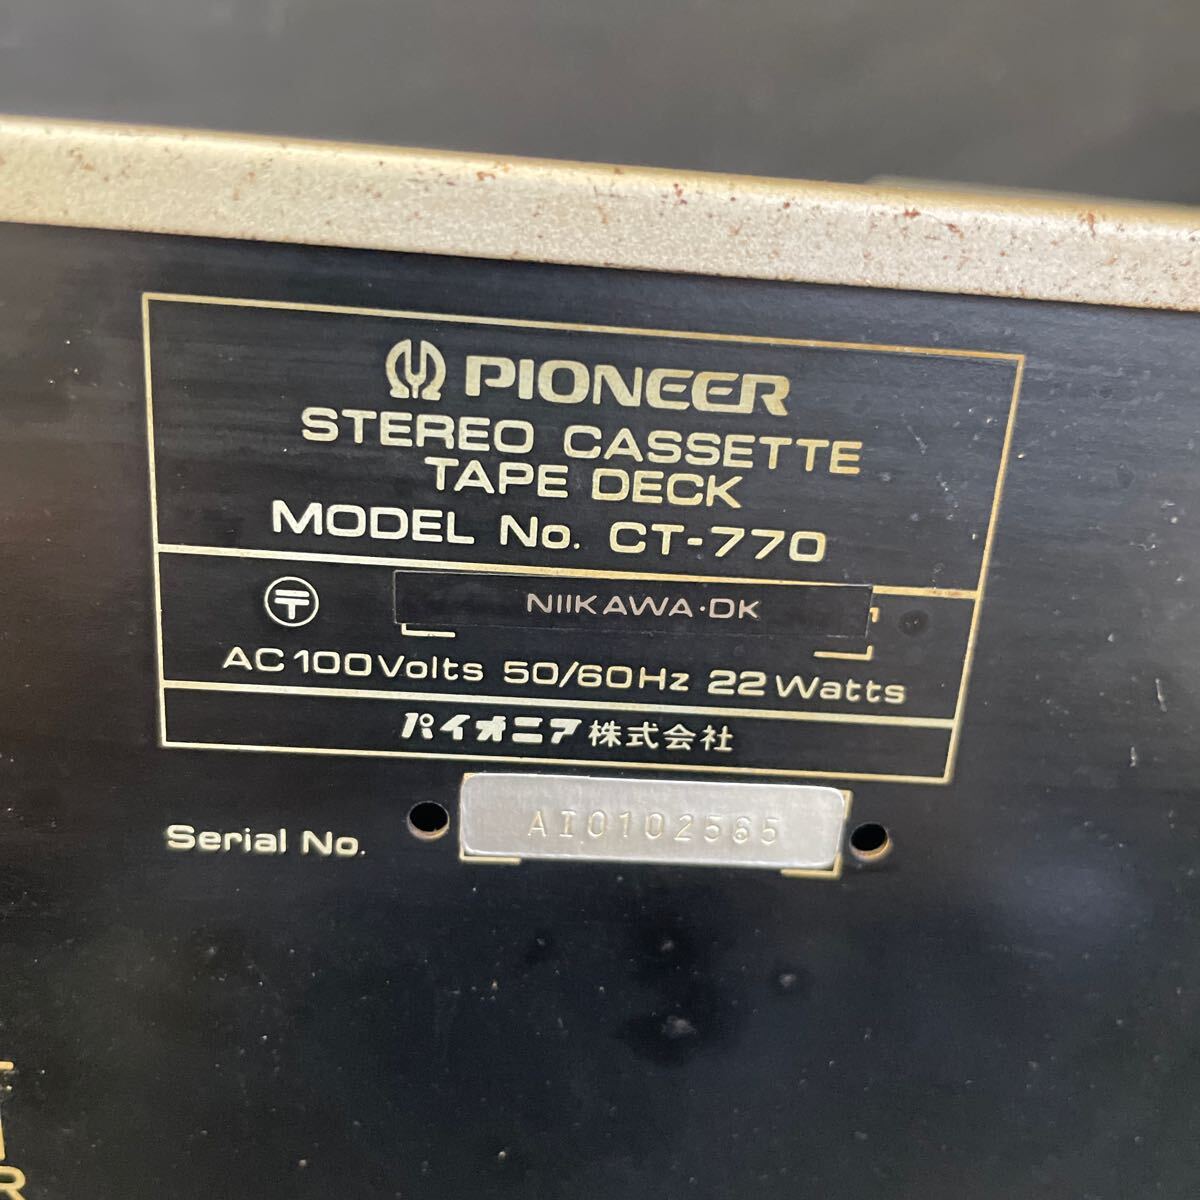 PIONEER
STEREO CASSETTE
TAPE DECK
MODEL No. CT-770
〒 NIIKAWA·DK
AC 100 Volts 50/60Hz 22 Watts
パイオニア株式会社
Serial No. AI0102565
R